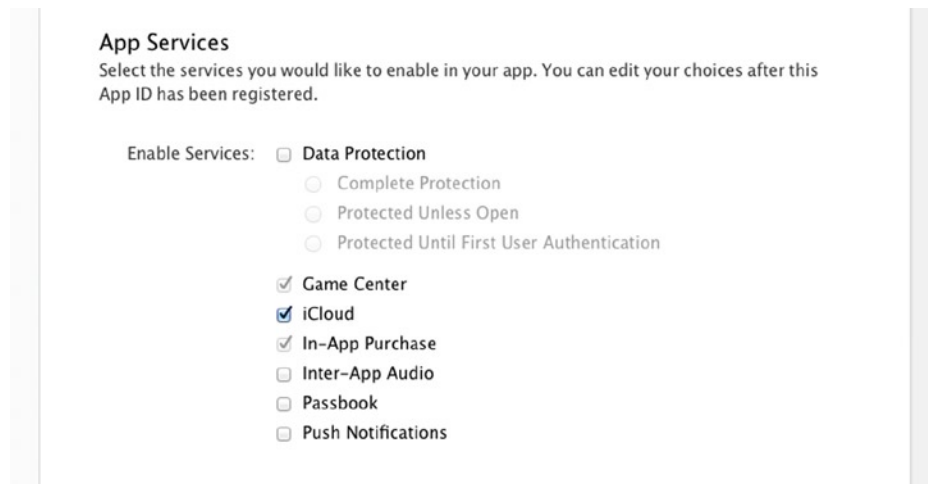 App Services
Select the services you would like to enable in your app. You can edit your choices after this
App ID has been registered.
Enable Services: Data Protection
Complete Protection
Protected Unless Open
Protected Until First User Authentication
Game Center
iCloud
In-App Purchase
Inter-App Audio
Passbook
Push Notifications